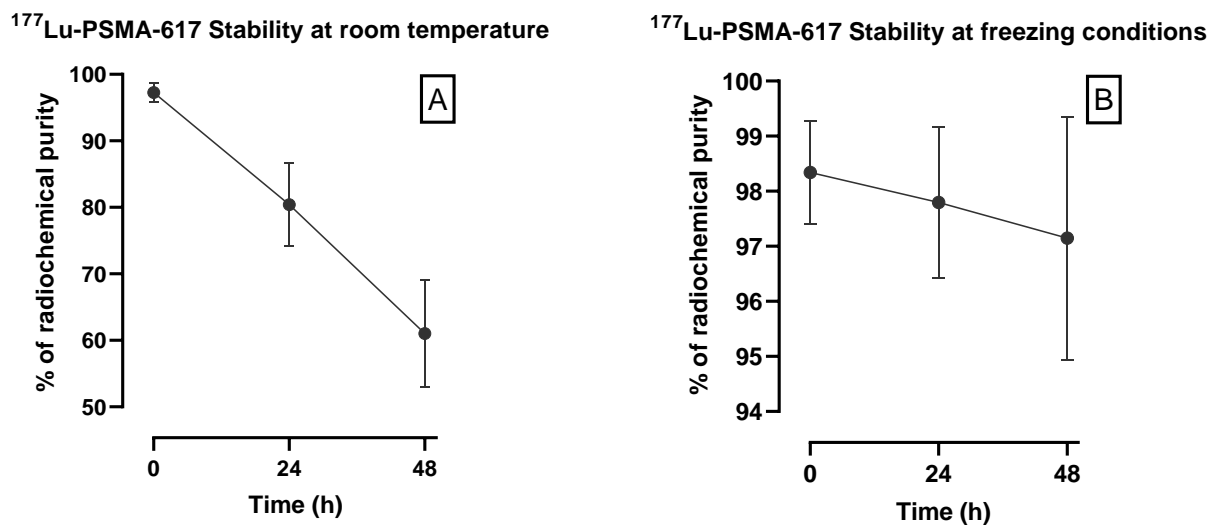 ¹⁷⁷Lu-PSMA-617 Stability at room temperature
A
% of radiochemical purity
100
90
80
70
60
50
0 24 48
Time (h)
¹⁷⁷Lu-PSMA-617 Stability at freezing conditions
B
% of radiochemical purity
100
99
98
97
96
95
94
0 24 48
Time (h)